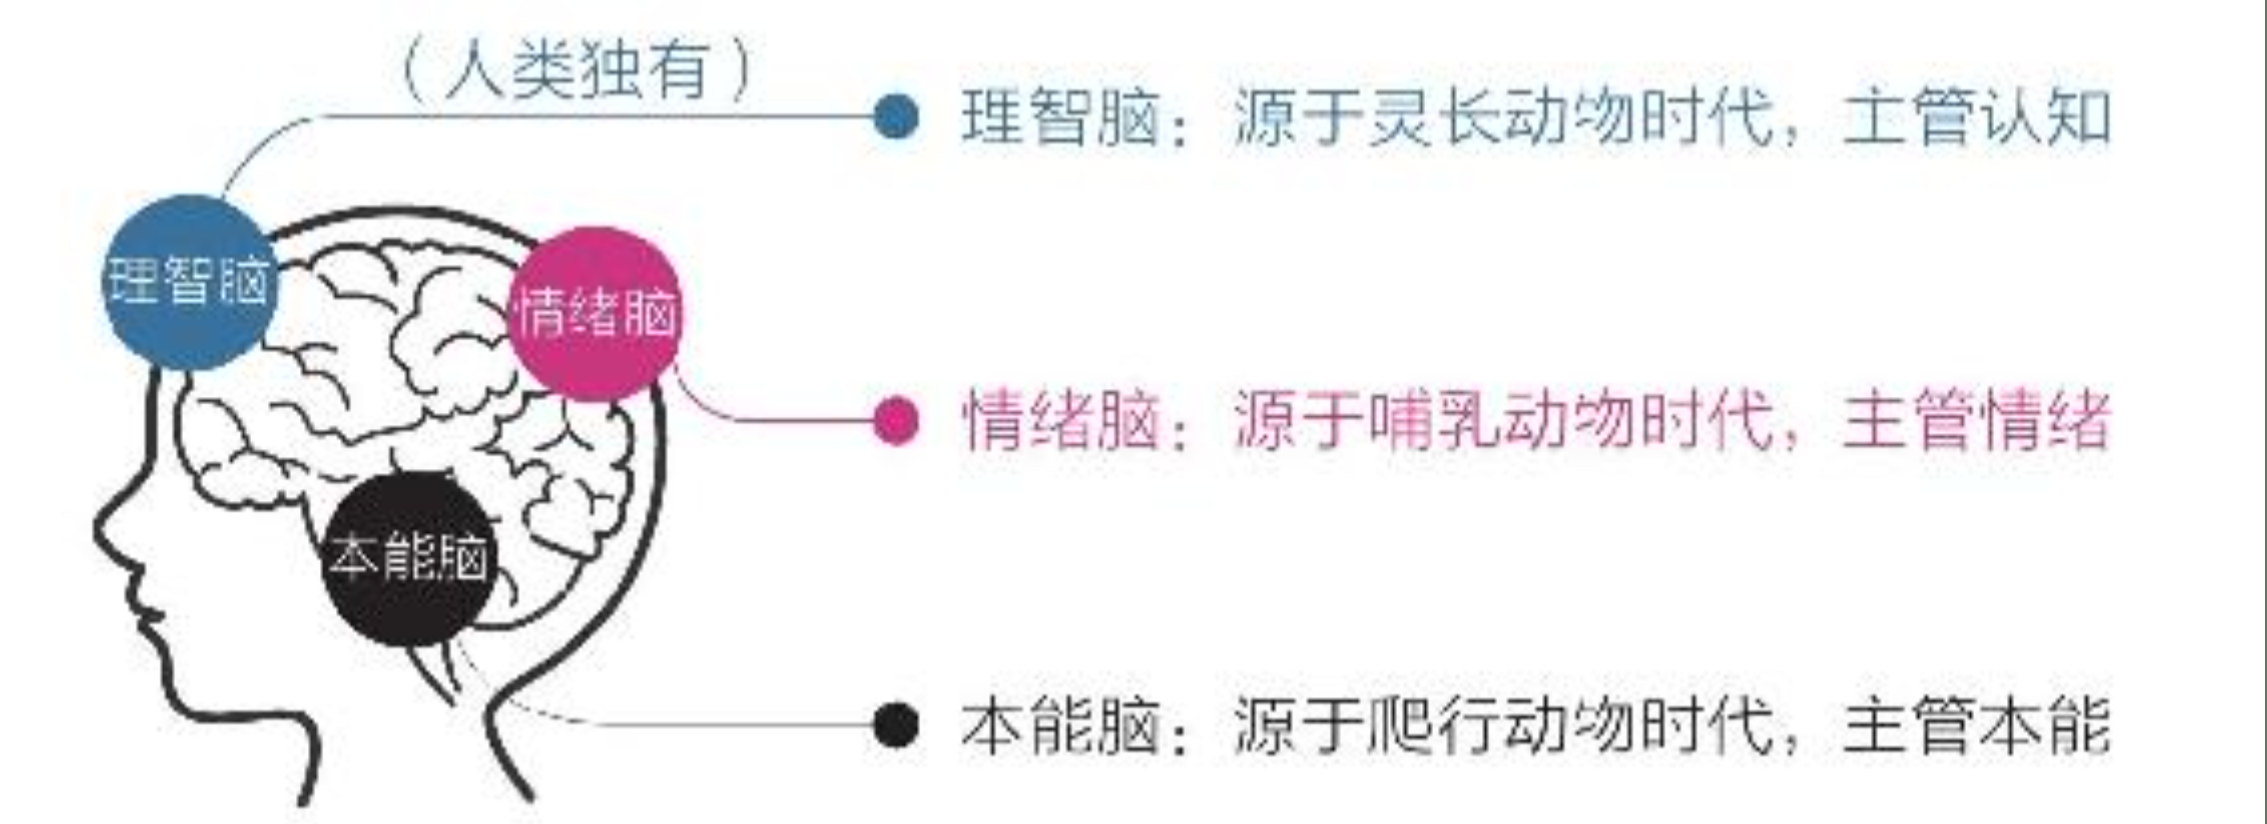 （人类独有）
理智脑：源于灵长动物时代，主管认知
理智脑
情绪脑
情绪脑：源于哺乳动物时代，主管情绪
本能脑
本能脑：源于爬行动物时代，主管本能